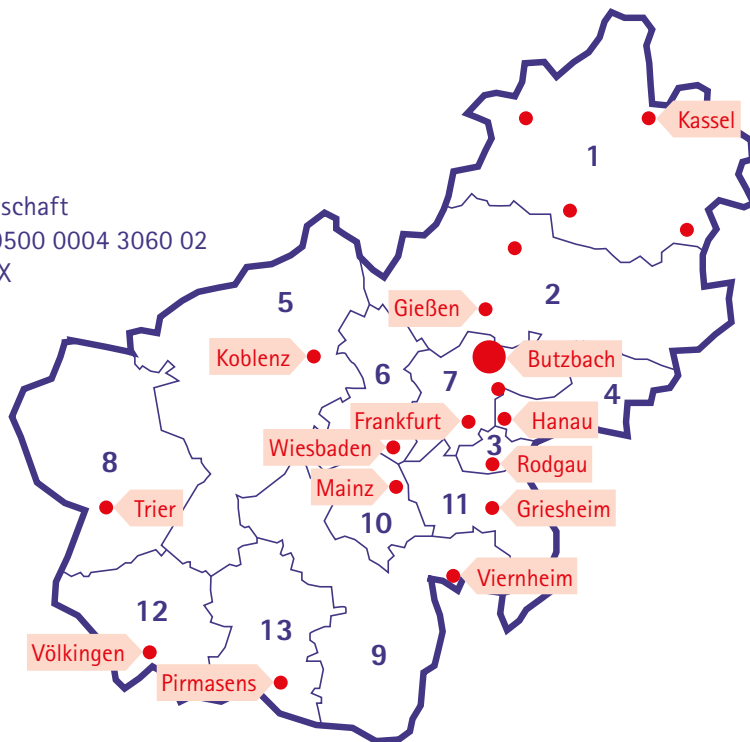 Kassel
1
schaft
0500 0004 3060 02
X
2
5
Gießen
Koblenz
Butzbach
6
7
4
Frankfurt
Hanau
3
Wiesbaden
8
Rodgau
Mainz
Trier
11
Griesheim
10
Viernheim
12
13
Völkingen
9
Pirmasens